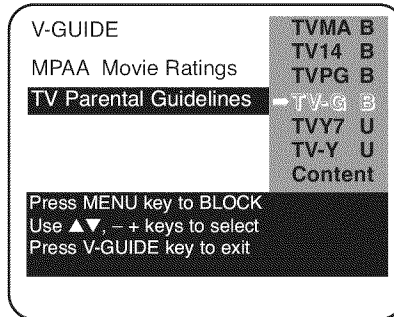 V-GUIDE
MPAA Movie Ratings
TV Parental Guidelines
TVMA B
TV14 B
TVPG B
➡TV-G B
TVY7 U
TV-Y U
Content
Press MENU key to BLOCK
Use ▲▼, – + keys to select
Press V-GUIDE key to exit